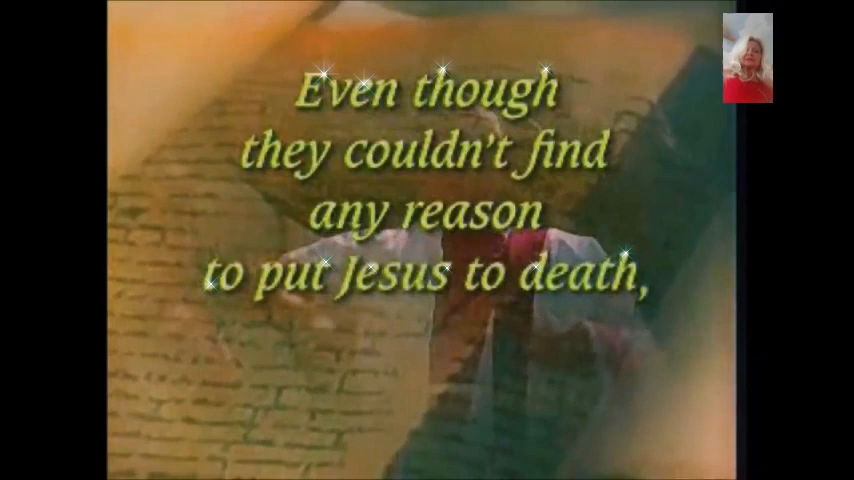 Even though
they couldn't find
any reason
to put Jesus to death,